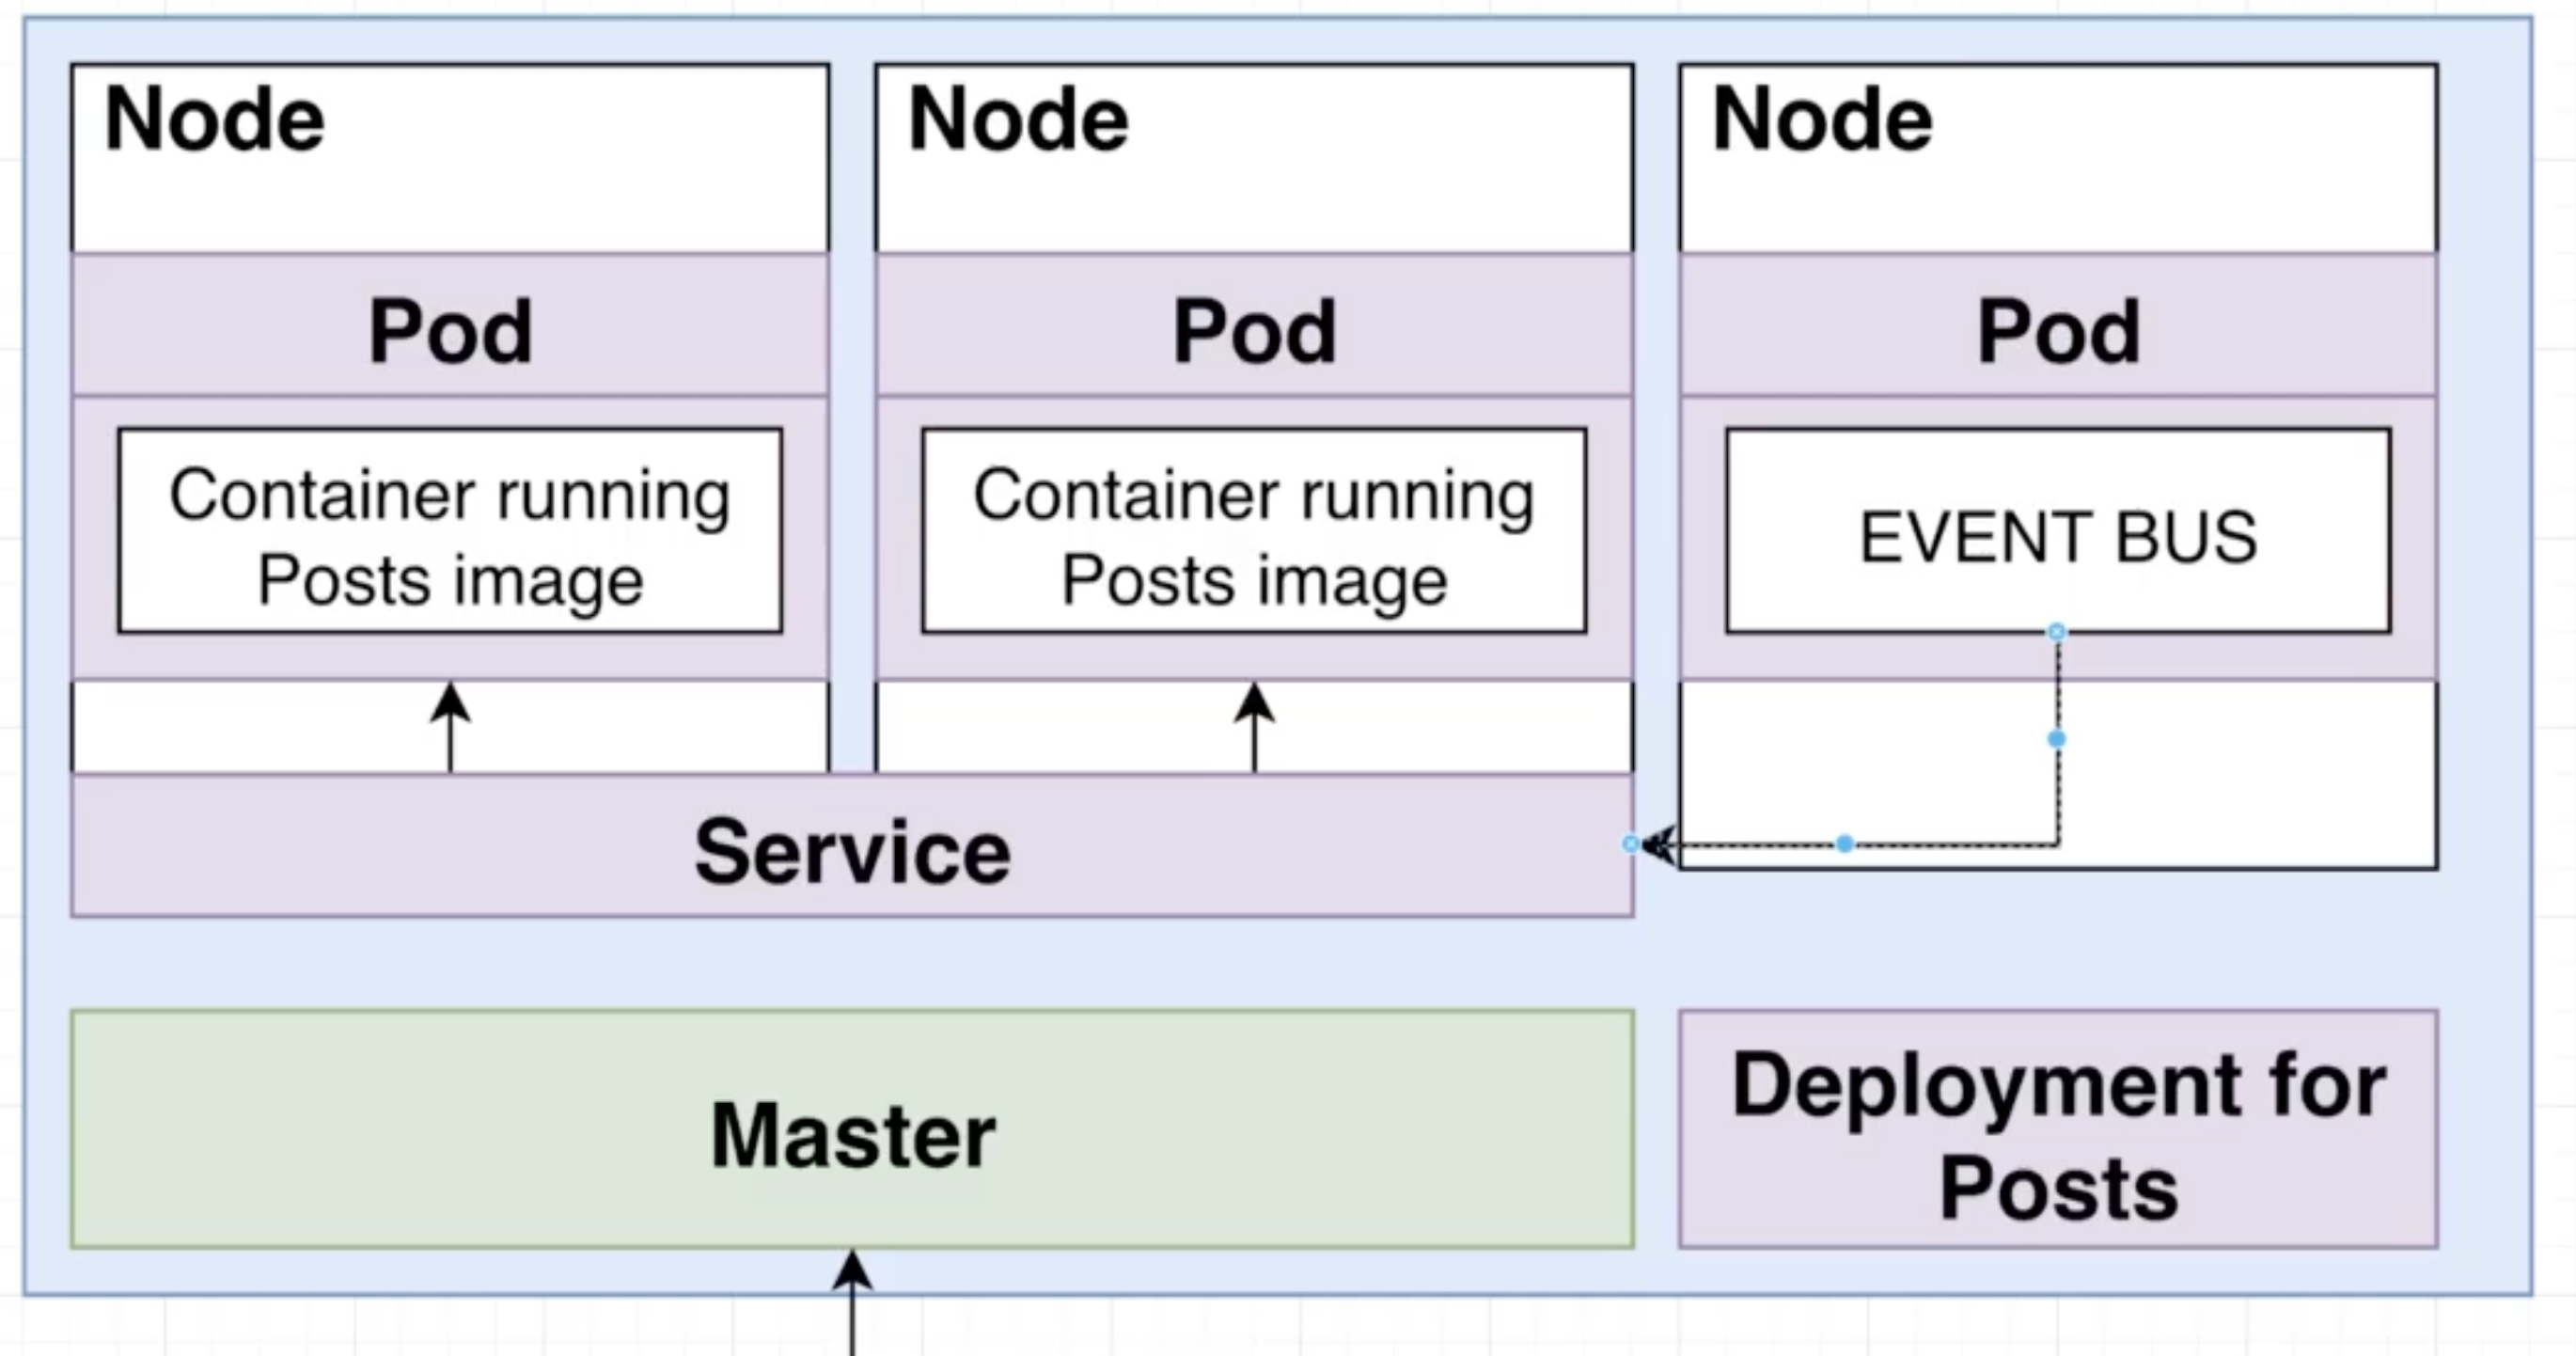 Node
Node
Node
Pod
Pod
Pod
Container running
Posts image
Container running
Posts image
EVENT BUS
Service
Master
Deployment for
Posts